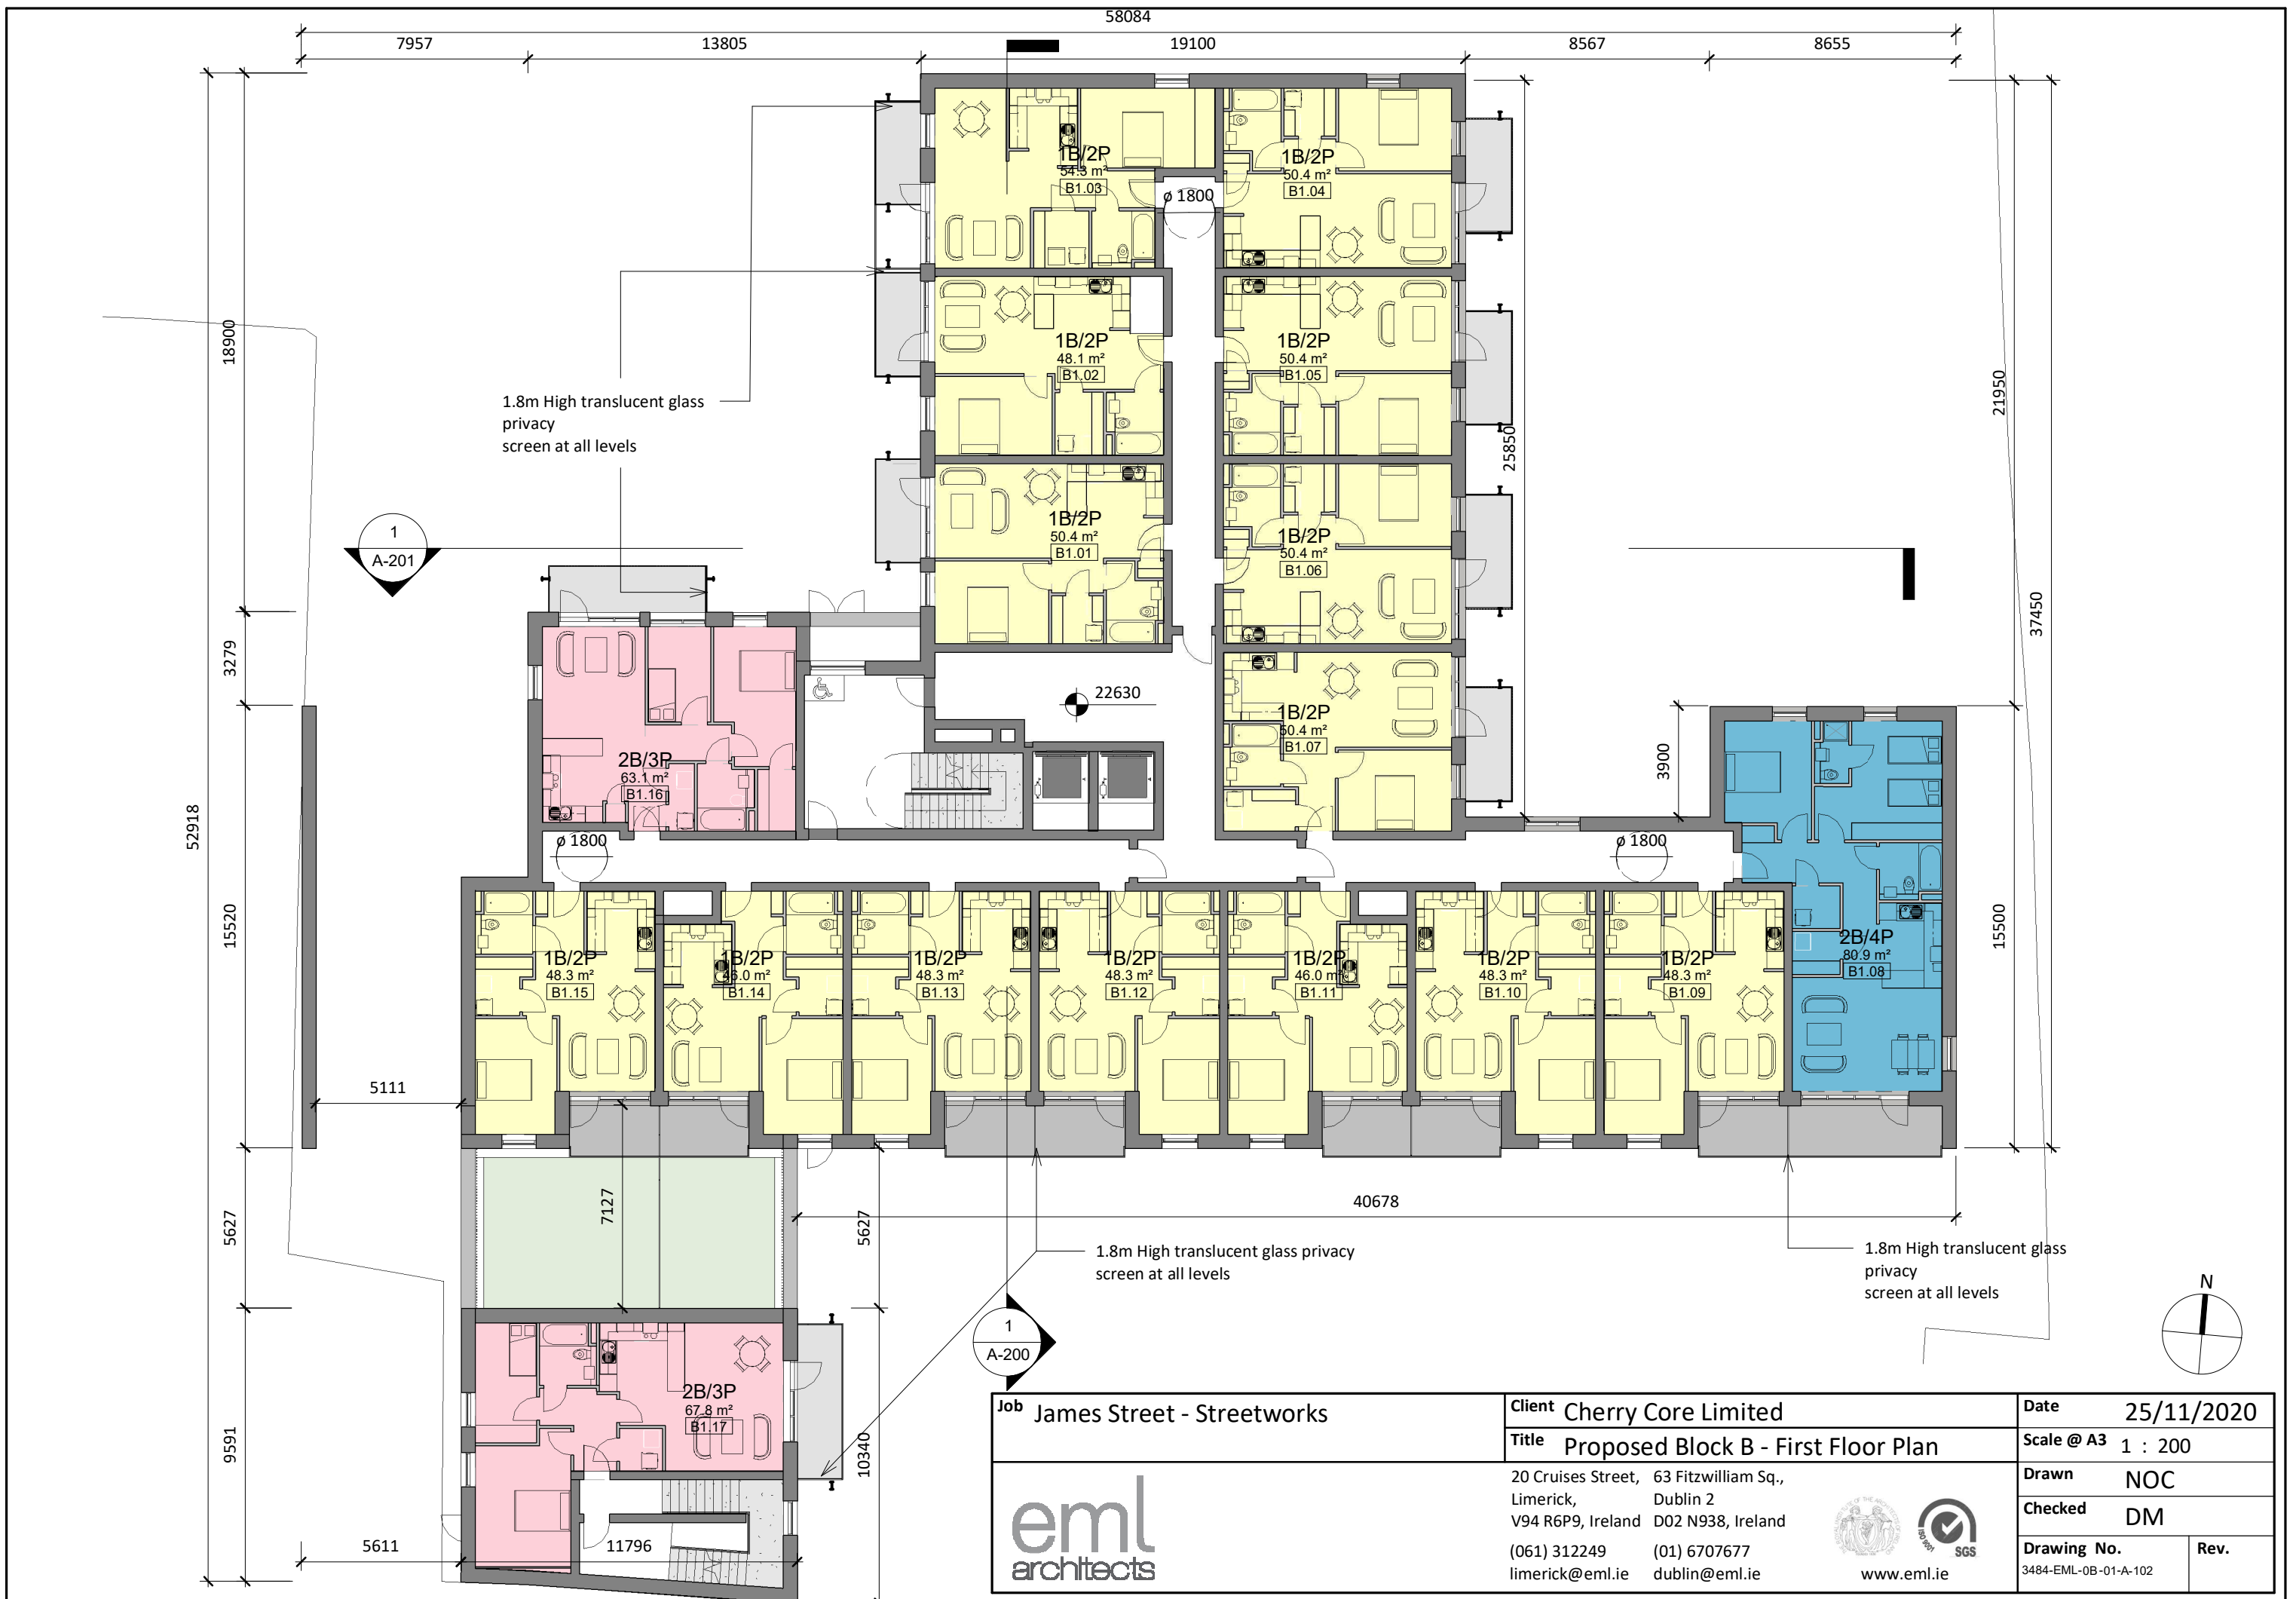 58084
7957
13805
19100
8567
8655
1B/2P
54.3 m²
B1.03
ø 1800
1B/2P
50.4 m²
B1.04
1B/2P
48.1 m²
B1.02
1B/2P
50.4 m²
B1.05
18900
21950
1.8m High translucent glass
privacy
screen at all levels
25850
1B/2P
50.4 m²
B1.01
1B/2P
50.4 m²
B1.06
1
A-201
37450
3279
22630
1B/2P
50.4 m²
B1.07
3900
2B/3P
63.1 m²
B1.16
52918
ø 1800
ø 1800
15520
15500
1B/2P
48.3 m²
B1.15
1B/2P
46.0 m²
B1.14
1B/2P
48.3 m²
B1.13
1B/2P
48.3 m²
B1.12
1B/2P
46.0 m²
B1.11
1B/2P
48.3 m²
B1.10
1B/2P
48.3 m²
B1.09
2B/4P
80.9 m²
B1.08
5111
7127
40678
5627
5627
1.8m High translucent glass privacy
screen at all levels
1.8m High translucent glass
privacy
screen at all levels
N
1
A-200
2B/3P
67.8 m²
B1.17
9591
10340
5611
11796
Job James Street - Streetworks
Client Cherry Core Limited
Title Proposed Block B - First Floor Plan
Date 25/11/2020
Scale @ A3 1 : 200
Drawn NOC
Checked DM
Drawing No.
3484-EML-0B-01-A-102
Rev.
eml
architects
20 Cruises Street,
Limerick,
V94 R6P9, Ireland
(061) 312249
limerick@eml.ie
63 Fitzwilliam Sq.,
Dublin 2
D02 N938, Ireland
(01) 6707677
dublin@eml.ie
ISO 9001
SGS
www.eml.ie